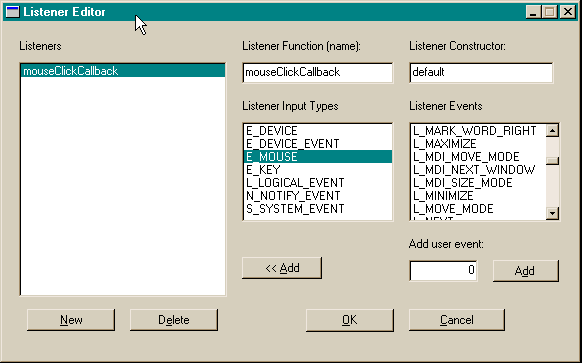 Listener Editor
Listeners
mouseClickCallback
Listener Function (name):
mouseClickCallback
Listener Constructor:
default
Listener Input Types
E_DEVICE
E_DEVICE_EVENT
E_MOUSE
E_KEY
L_LOGICAL_EVENT
N_NOTIFY_EVENT
S_SYSTEM_EVENT
Listener Events
L_MARK_WORD_RIGHT
L_MAXIMIZE
L_MDI_MOVE_MODE
L_MDI_NEXT_WINDOW
L_MDI_SIZE_MODE
L_MINIMIZE
L_MOVE_MODE
L_NEXT
<< Add
Add user event:
0
Add
New
Delete
OK
Cancel